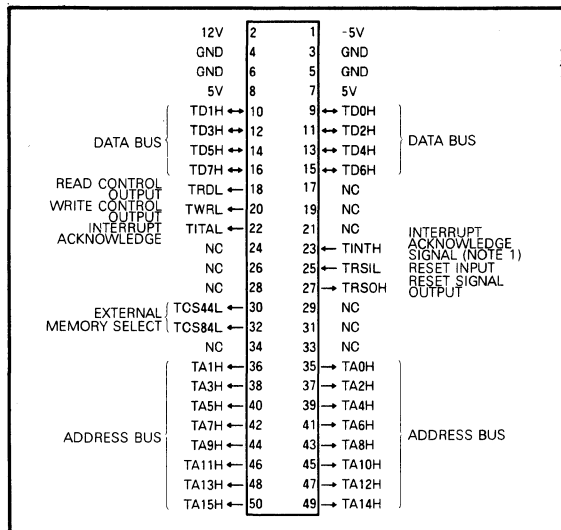 12V 2 1 -5V
GND 4 3 GND
GND 6 5 GND
5V 8 7 5V
TD1H ↔ 10 9 ↔ TD0H
TD3H ↔ 12 11 ↔ TD2H
DATA BUS TD5H ↔ 14 13 ↔ TD4H DATA BUS
TD7H ↔ 16 15 ↔ TD6H
READ CONTROL OUTPUT TRDL ← 18 17 NC
WRITE CONTROL OUTPUT TWRL ← 20 19 NC
INTERRUPT ACKNOWLEDGE TITAL ← 22 21 NC
NC 24 23 ← TINTH INTERRUPT ACKNOWLEDGE SIGNAL (NOTE 1)
NC 26 25 ← TRSIL RESET INPUT
NC 28 27 → TRSOH RESET SIGNAL OUTPUT
EXTERNAL MEMORY SELECT TCS44L ← 30 29 NC
TCS84L ← 32 31 NC
NC 34 33 NC
TA1H ← 36 35 → TA0H
TA3H ← 38 37 → TA2H
TA5H ← 40 39 → TA4H
TA7H ← 42 41 → TA6H
ADDRESS BUS TA9H ← 44 43 → TA8H ADDRESS BUS
TA11H ← 46 45 → TA10H
TA13H ← 48 47 → TA12H
TA15H ← 50 49 → TA14H